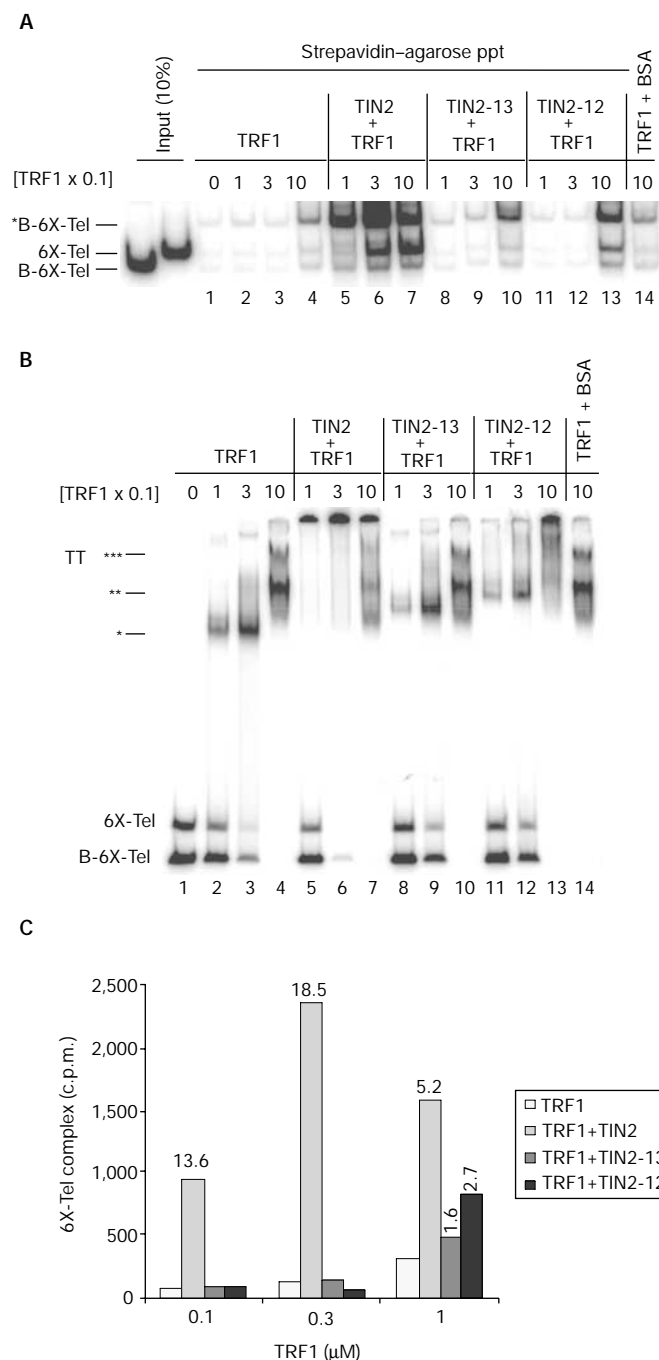 A
Strepavidin–agarose ppt
Input (10%)
TRF1
TIN2 + TRF1
TIN2-13 + TRF1
TIN2-12 + TRF1
TRF1 + BSA
[TRF1 x 0.1] 0 1 3 10 1 3 10 1 3 10 1 3 10 10
*B-6X-Tel
6X-Tel
B-6X-Tel
1 2 3 4 5 6 7 8 9 10 11 12 13 14
B
TRF1
TIN2 + TRF1
TIN2-13 + TRF1
TIN2-12 + TRF1
TRF1 + BSA
[TRF1 x 0.1] 0 1 3 10 1 3 10 1 3 10 1 3 10 10
TT ***
**
*
6X-Tel
B-6X-Tel
1 2 3 4 5 6 7 8 9 10 11 12 13 14
C
6X-Tel complex (c.p.m.)
2,500
2,000
1,500
1,000
500
0
13.6
18.5
5.2
1.6
2.7
0.1 0.3 1
TRF1 (µM)
TRF1
TRF1+TIN2
TRF1+TIN2-13
TRF1+TIN2-12